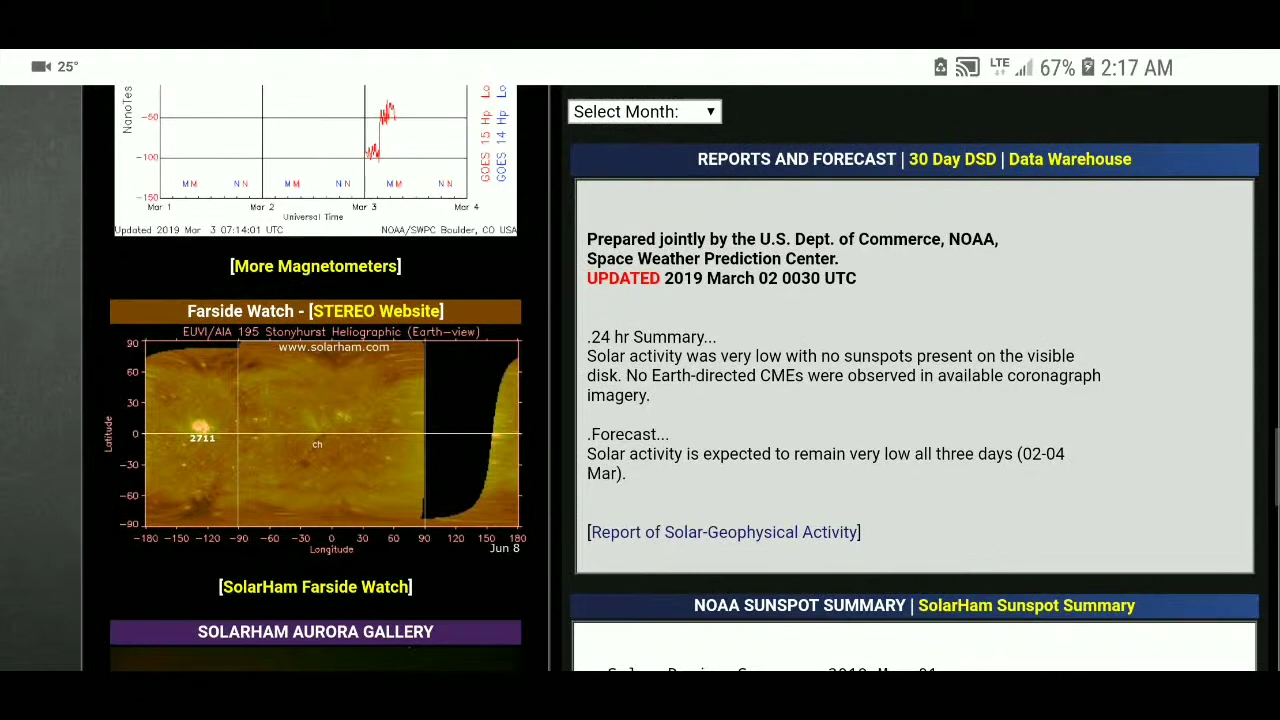 25°
LTE 67% 2:17 AM
NanoTes
-50
-100
-150
M M N N M M N N M M N N
Mar 1 Mar 2 Mar 3 Mar 4
Universal Time
GOES 15 Hp Lo
GOES 14 Hp Lo
Updated 2019 Mar 3 07:14:01 UTC NOAA/SWPC Boulder, CO USA
[More Magnetometers]
Farside Watch - [STEREO Website]
EUVI/AIA 195 Stonyhurst Heliographic (Earth-view)
www.solarham.com
90
60
30
0
-30
-60
-90
Latitude
2711
ch
-180 -150 -120 -90 -60 -30 0 30 60 90 120 150 180
Longitude
Jun 8
[SolarHam Farside Watch]
SOLARHAM AURORA GALLERY
Select Month:
REPORTS AND FORECAST | 30 Day DSD | Data Warehouse
Prepared jointly by the U.S. Dept. of Commerce, NOAA,
Space Weather Prediction Center.
UPDATED 2019 March 02 0030 UTC
.24 hr Summary...
Solar activity was very low with no sunspots present on the visible
disk. No Earth-directed CMEs were observed in available coronagraph
imagery.
.Forecast...
Solar activity is expected to remain very low all three days (02-04
Mar).
[Report of Solar-Geophysical Activity]
NOAA SUNSPOT SUMMARY | SolarHam Sunspot Summary